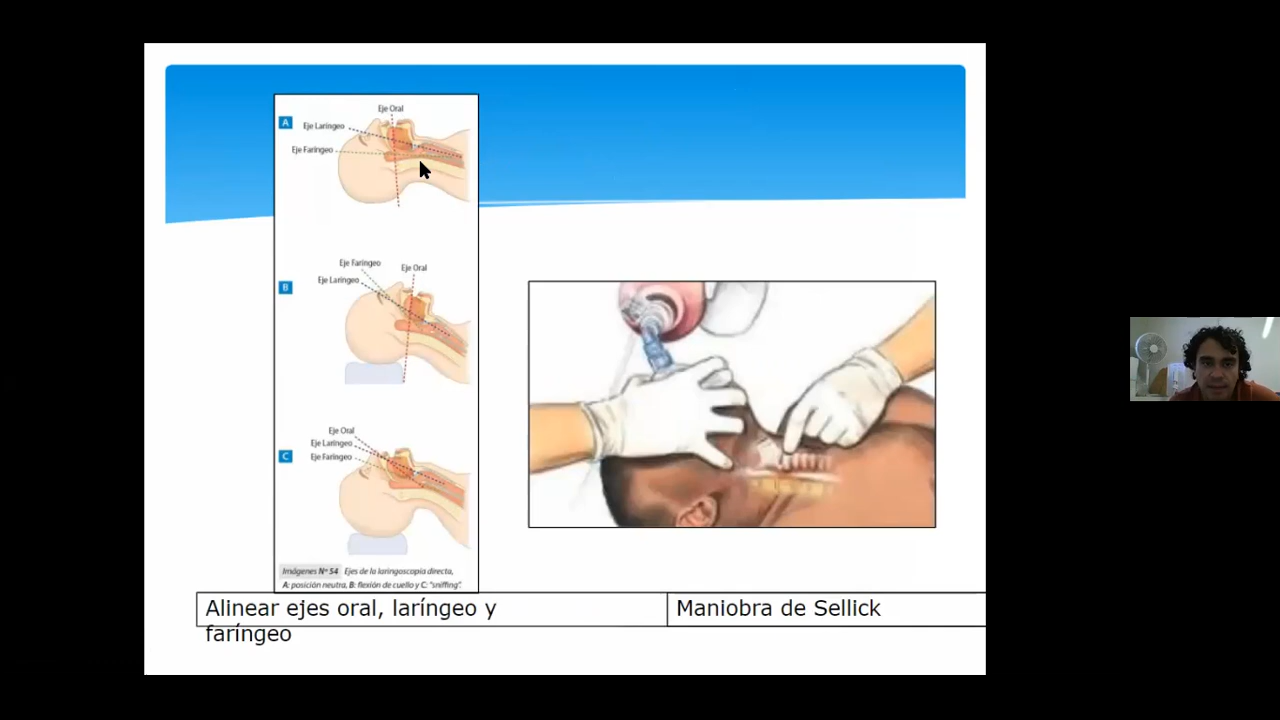 Eje Oral
A
Eje Laríngeo
Eje Faríngeo
Eje Faríngeo
Eje Oral
Eje Laríngeo
B
Eje Oral
Eje Laríngeo
C
Eje Faríngeo
Imágenes Nº 54 Ejes de la laringoscopía directa,
A: posición neutra, B: flexión de cuello y C: "sniffing".
Alinear ejes oral, laríngeo y
faríngeo
Maniobra de Sellick